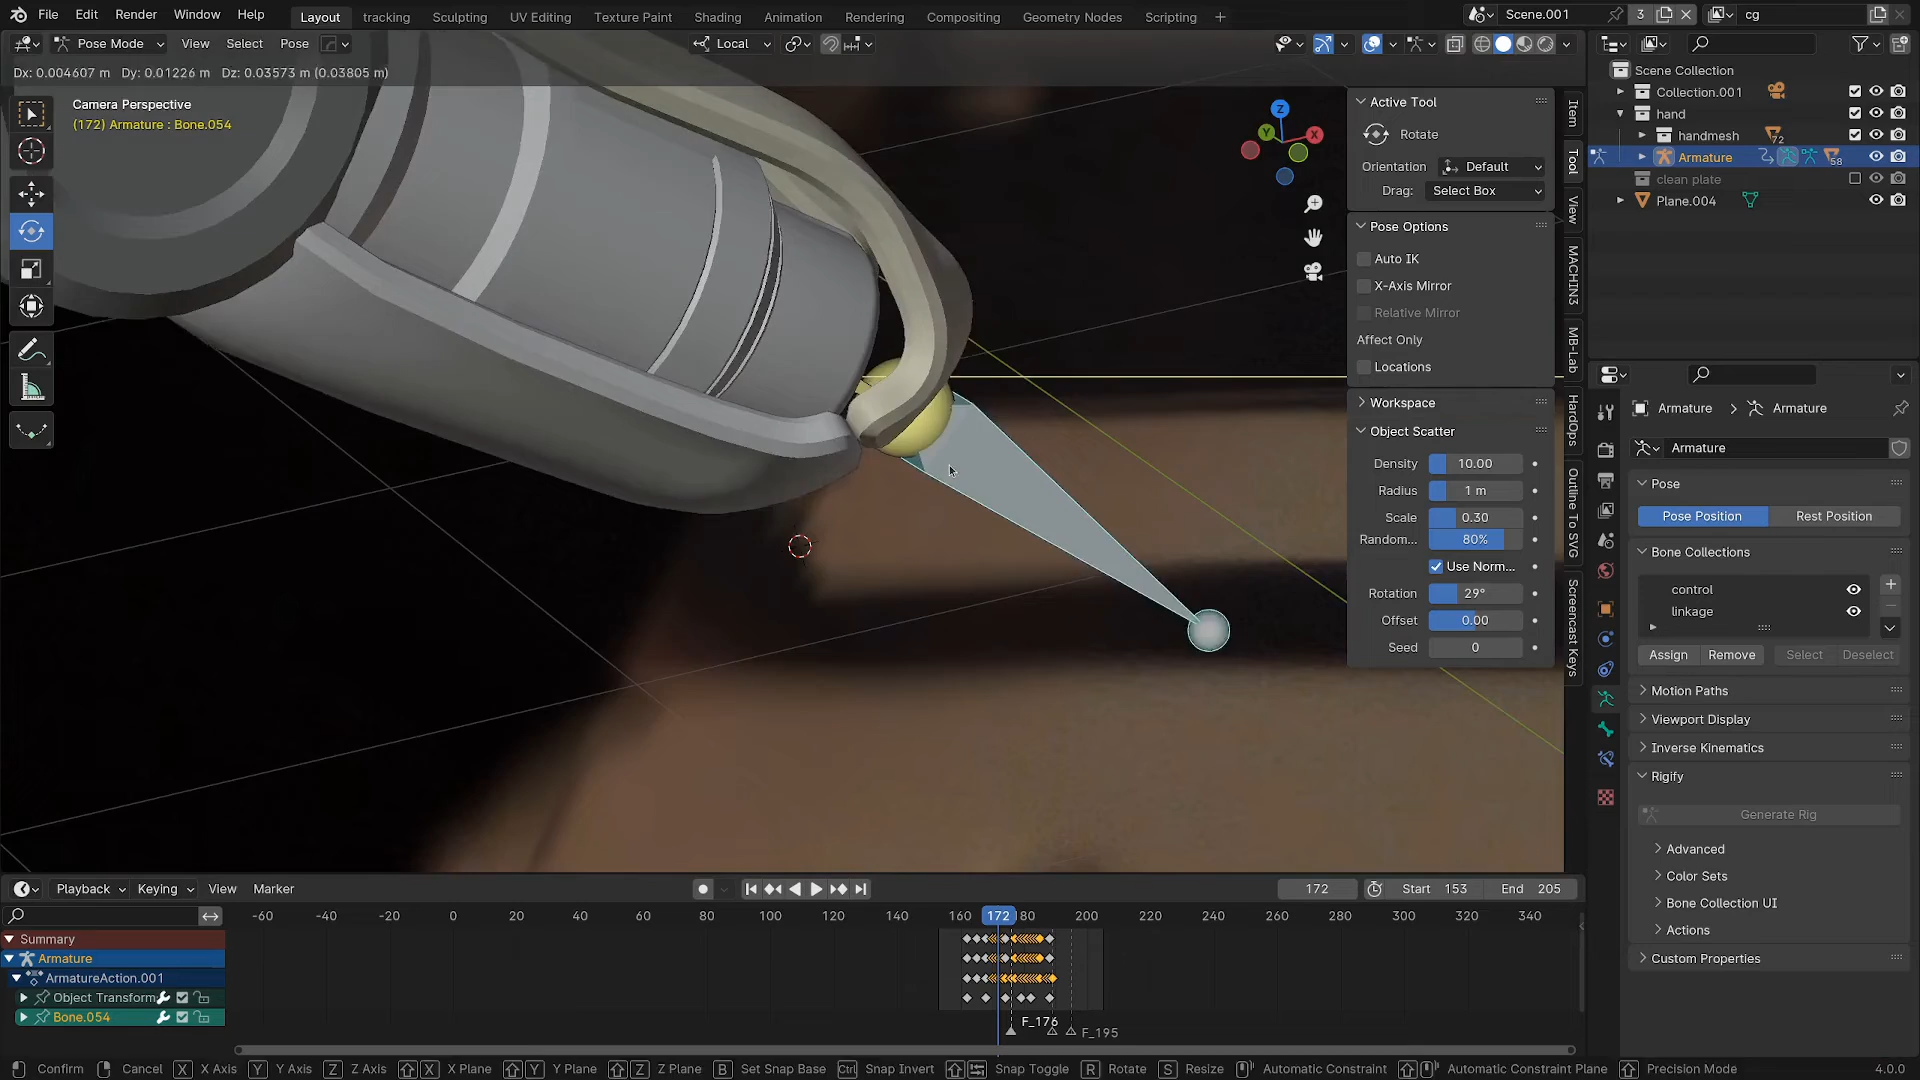 File Edit Render Window Help
Layout tracking Sculpting UV Editing Texture Paint Shading Animation Rendering Compositing Geometry Nodes Scripting
Scene.001 3 cg
Pose Mode View Select Pose
Local
Dx: 0.004607 m Dy: 0.01226 m Dz: 0.03573 m (0.03805 m)
Camera Perspective
(172) Armature : Bone.054
Z
Y
X
Active Tool
Rotate
Orientation Default
Drag: Select Box
Pose Options
Auto IK
X-Axis Mirror
Relative Mirror
Affect Only
Locations
Workspace
Object Scatter
Density 10.00
Radius 1 m
Scale 0.30
Random... 80%
Use Norm...
Rotation 29°
Offset 0.00
Seed 0
Item
Tool
View
MACHIN3
MB-Lab
HardOps
Outline To SVG
Screencast Keys
Scene Collection
Collection.001
hand
handmesh 72
Armature 58
clean plate
Plane.004
Armature Armature
Armature
Pose
Pose Position Rest Position
Bone Collections
control
linkage
Assign Remove Select Deselect
Motion Paths
Viewport Display
Inverse Kinematics
Rigify
Generate Rig
Advanced
Color Sets
Bone Collection UI
Actions
Custom Properties
Playback Keying View Marker
172 Start 153 End 205
-60 -40 -20 0 20 40 60 80 100 120 140 160 172 180 200 220 240 260 280 300 320 340
Summary
Armature
ArmatureAction.001
Object Transform
Bone.054
F_176
F_195
Confirm Cancel X X Axis Y Y Axis Z Z Axis X X Plane Y Y Plane Z Z Plane B Set Snap Base Ctrl Snap Invert Snap Toggle R Rotate S Resize Automatic Constraint Automatic Constraint Plane Precision Mode 4.0.0